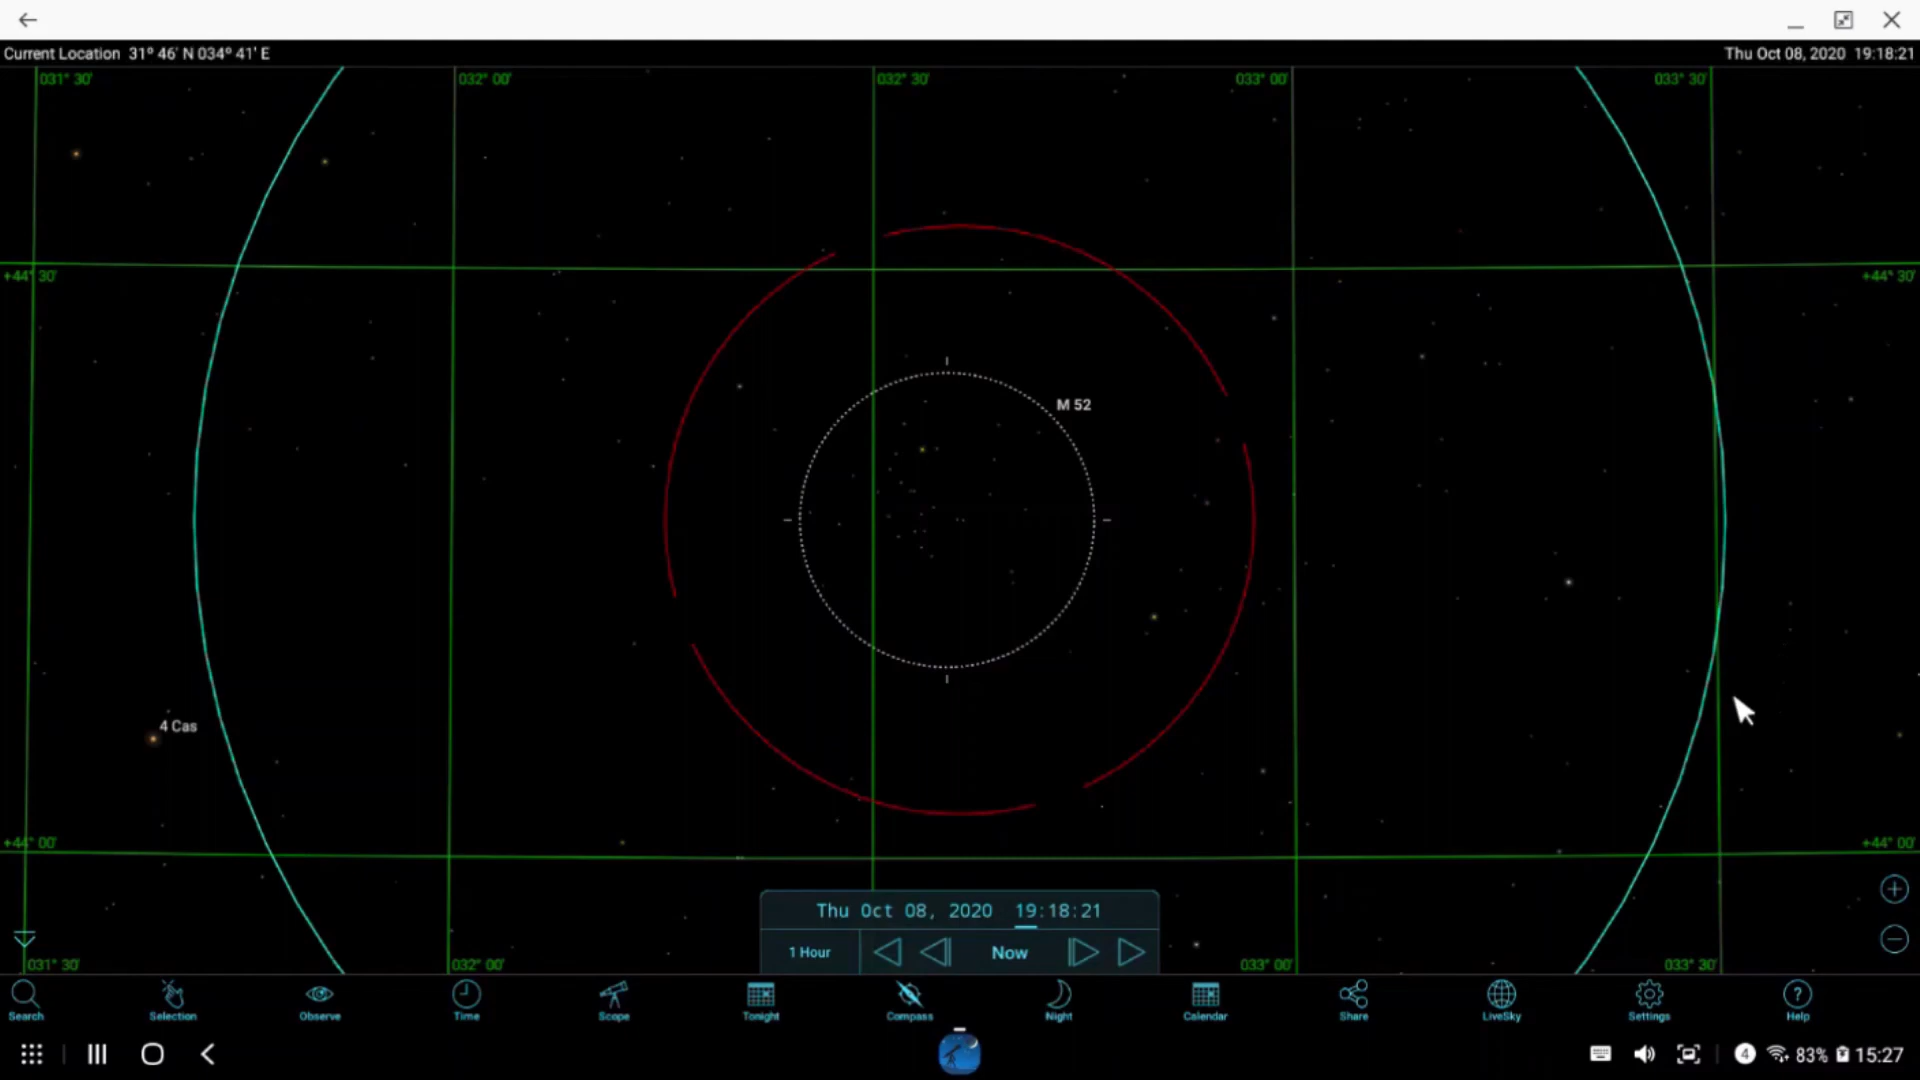 Current Location 31° 46' N 034° 41' E
Thu Oct 08, 2020 19:18:21
031° 30'
032° 00'
032° 30'
033° 00'
033° 30'
+44° 30'
+44° 30'
M 52
4 Cas
+44° 00'
+44° 00'
Thu Oct 08, 2020 19:18:21
1 Hour
Now
031° 30'
032° 00'
033° 00'
033° 30'
Search
Selection
Observe
Time
Scope
Tonight
Compass
Night
Calendar
Share
LiveSky
Settings
Help
4
83%
15:27